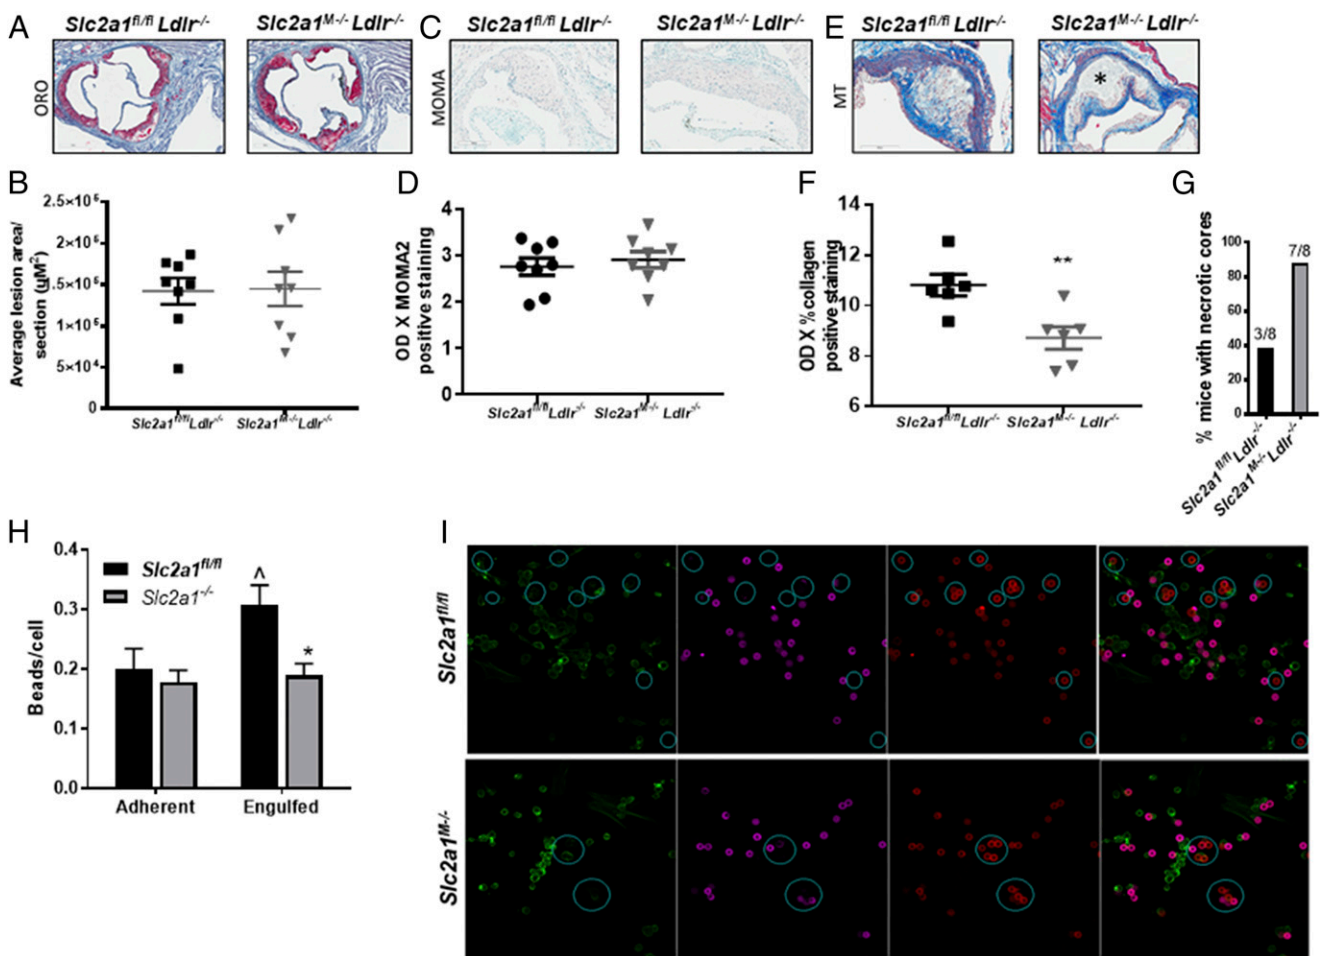 A
Slc2a1fl/fl Ldlr-/-
Slc2a1M-/- Ldlr-/-
ORO
C
Slc2a1fl/fl Ldlr-/-
Slc2a1M-/- Ldlr-/-
MOMA
E
Slc2a1fl/fl Ldlr-/-
Slc2a1M-/- Ldlr-/-
MT
*
B
Average lesion area/
section (µM2)
2.5×105
2×105
1.5×105
1×105
5×104
0
Slc2a1fl/fl Ldlr-/-
Slc2a1M-/- Ldlr-/-
D
OD X MOMA2
positive staining
4
3
2
1
0
Slc2a1fl/fl Ldlr-/-
Slc2a1M-/- Ldlr-/-
F
OD X % collagen
positive staining
14
12
10
8
6
**
Slc2a1fl/fl Ldlr-/-
Slc2a1M-/- Ldlr-/-
G
% mice with necrotic cores
100
80
60
40
20
0
3/8
7/8
Slc2a1fl/fl Ldlr-/-
Slc2a1M-/- Ldlr-/-
H
Beads/cell
0.4
0.3
0.2
0.1
0.0
Slc2a1fl/fl
Slc2a1-/-
^
*
Adherent
Engulfed
I
Slc2a1fl/fl
Slc2a1M-/-